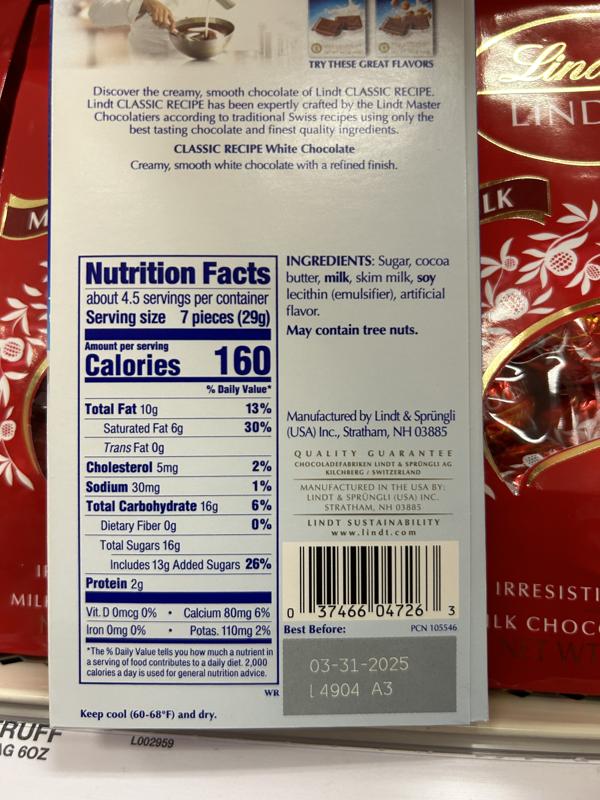 TRY THESE GREAT FLAVORS
Discover the creamy, smooth chocolate of Lindt CLASSIC RECIPE.
Lindt CLASSIC RECIPE has been expertly crafted by the Lindt Master
Chocolatiers according to traditional Swiss recipes using only the
best tasting chocolate and finest quality ingredients.
CLASSIC RECIPE White Chocolate
Creamy, smooth white chocolate with a refined finish.
Nutrition Facts
about 4.5 servings per container
Serving size 7 pieces (29g)
Amount per serving
Calories 160
% Daily Value*
Total Fat 10g 13%
Saturated Fat 6g 30%
Trans Fat 0g
Cholesterol 5mg 2%
Sodium 30mg 1%
Total Carbohydrate 16g 6%
Dietary Fiber 0g 0%
Total Sugars 16g
Includes 13g Added Sugars 26%
Protein 2g
Vit. D 0mcg 0% • Calcium 80mg 6%
Iron 0mg 0% • Potas. 110mg 2%
*The % Daily Value tells you how much a nutrient in
a serving of food contributes to a daily diet. 2,000
calories a day is used for general nutrition advice.
WR
Keep cool (60-68°F) and dry.
INGREDIENTS: Sugar, cocoa
butter, milk, skim milk, soy
lecithin (emulsifier), artificial
flavor.
May contain tree nuts.
Manufactured by Lindt & Sprüngli
(USA) Inc., Stratham, NH 03885
QUALITY GUARANTEE
CHOCOLADEFABRIKEN LINDT & SPRÜNGLI AG
KILCHBERG / SWITZERLAND
MANUFACTURED IN THE USA BY:
LINDT & SPRÜNGLI (USA) INC.
STRATHAM, NH 03885
LINDT SUSTAINABILITY
www.lindt.com
0 37466 04726 3
Best Before: PCN 105546
03-31-2025
L4904 A3
Lind
LIND
LK
IRRESISTI
LK CHOC
NET WT
M
MIL
RUFF
AG 6OZ
L002959